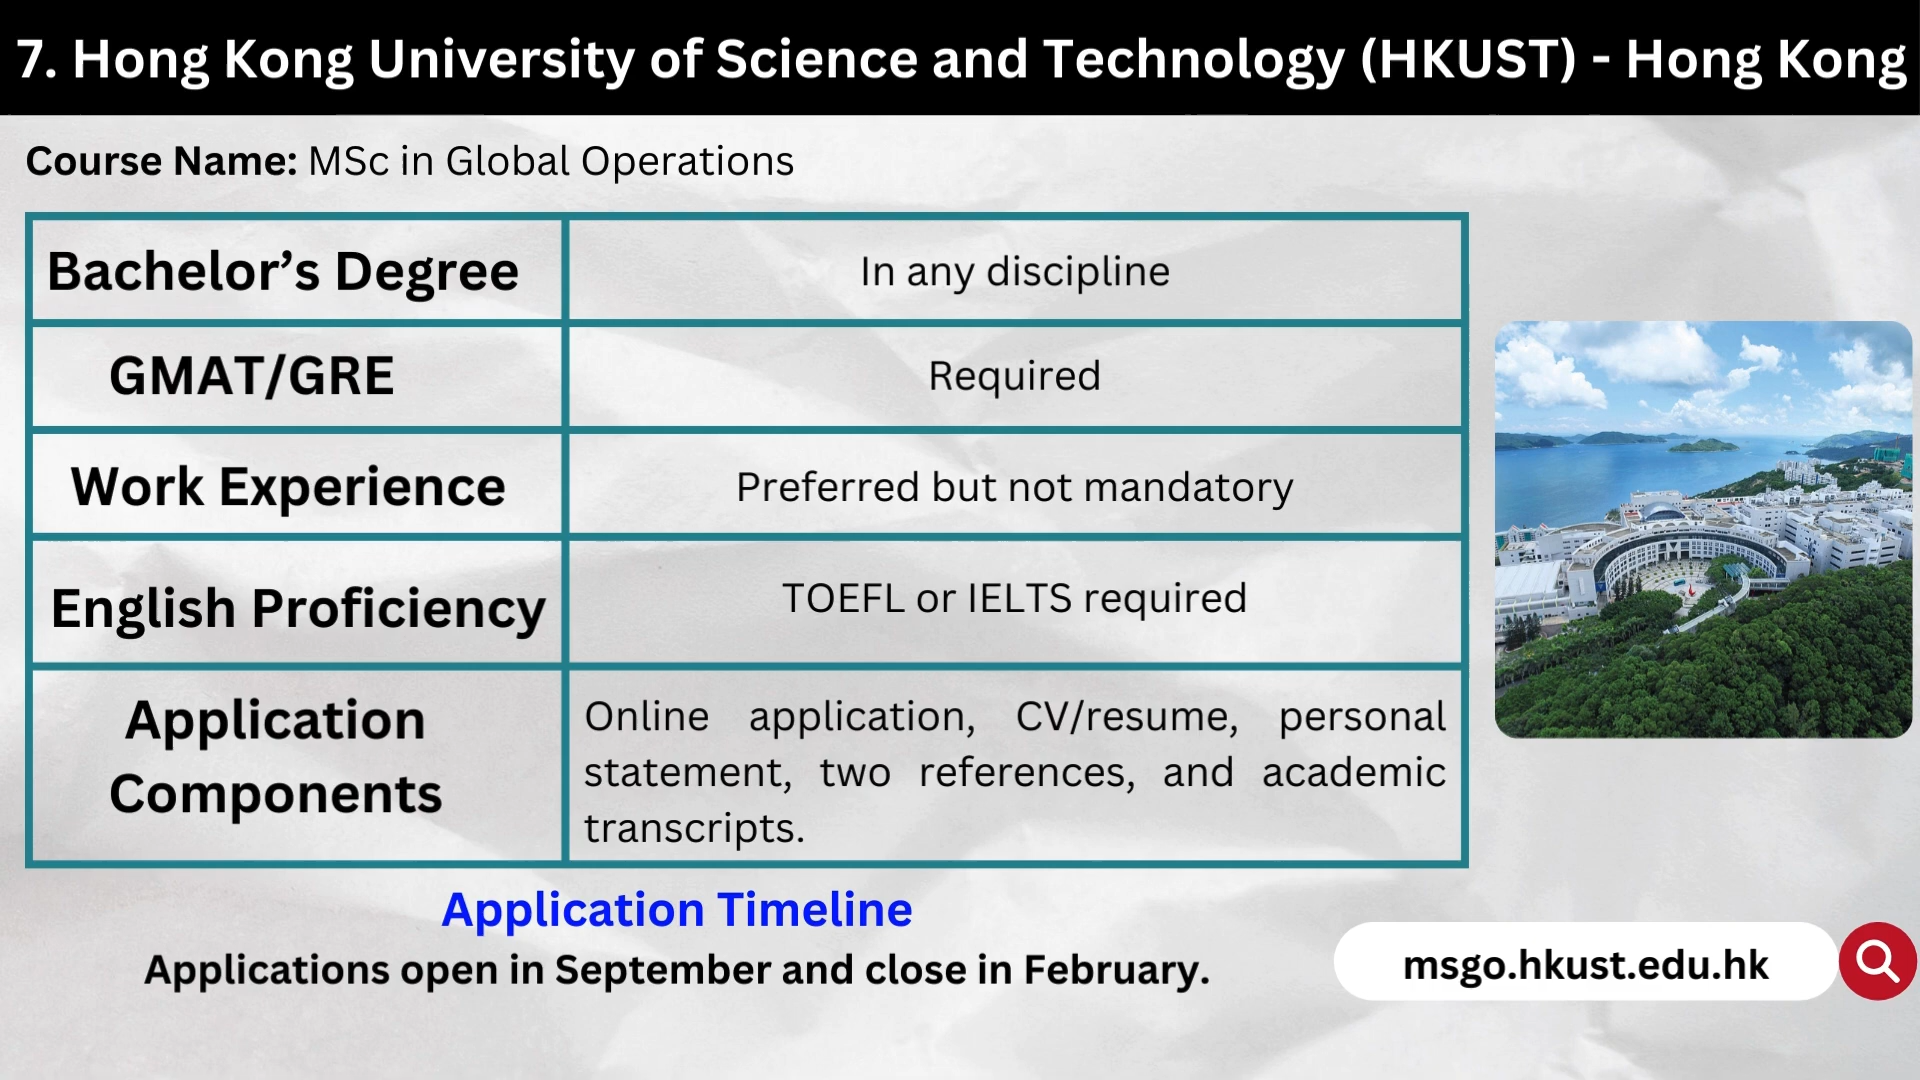 7. Hong Kong University of Science and Technology (HKUST) - Hong Kong
Course Name: MSc in Global Operations
Bachelor’s Degree
In any discipline
GMAT/GRE
Required
Work Experience
Preferred but not mandatory
English Proficiency
TOEFL or IELTS required
Application
Components
Online application, CV/resume, personal
statement, two references, and academic
transcripts.
Application Timeline
Applications open in September and close in February.
msgo.hkust.edu.hk